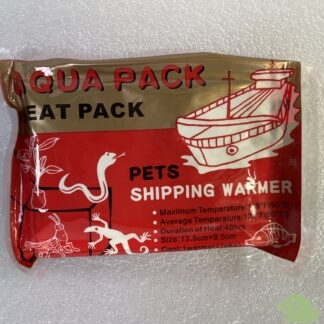 AQUA PACK
HEAT PACK
PETS
SHIPPING WARMER
• Maximum Temperature
• Average Temperature
• Duration of Heat: 40Hrs
• Size: 13.5cm×9.5cm